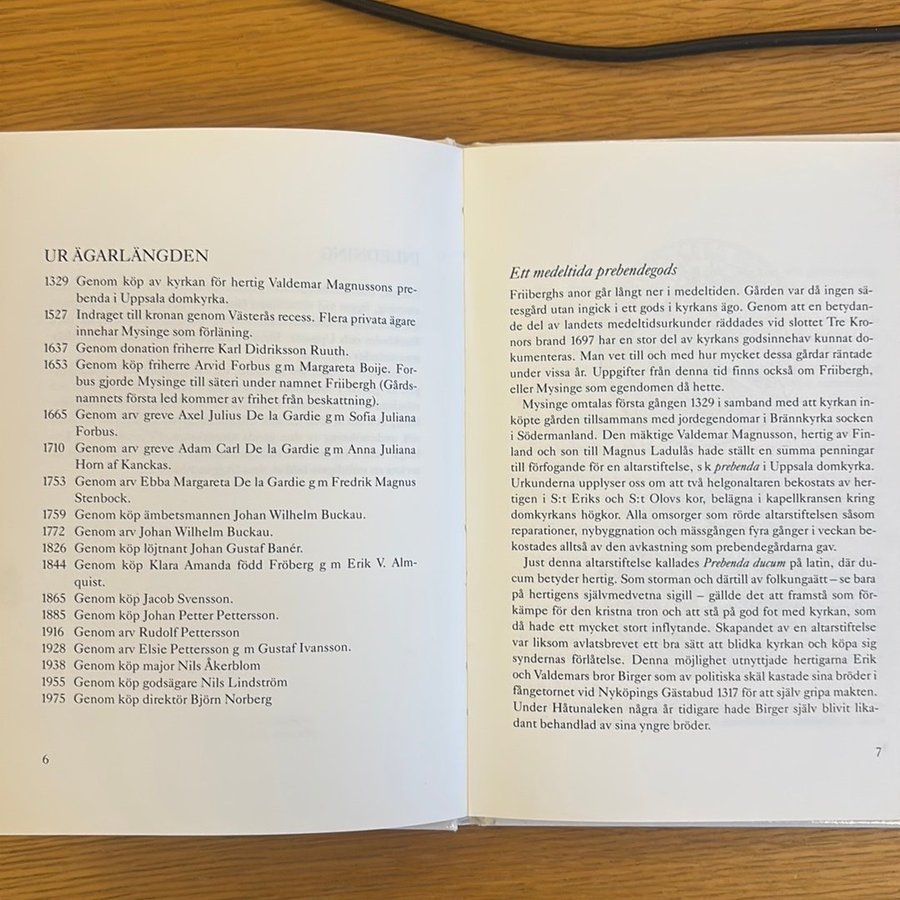 UR ÄGARLÄNGDEN
1329 Genom köp av kyrkan för hertig Valdemar Magnussons pre-
benda i Uppsala domkyrka.
1527 Indraget till kronan genom Västerås recess. Flera privata ägare
innehar Mysinge som förläning.
1637 Genom donation friherre Karl Didriksson Ruuth.
1653 Genom köp friherre Arvid Forbus g m Margareta Boije. For-
bus gjorde Mysinge till säteri under namnet Friibergh (Gårds-
namnets första led kommer av frihet från beskattning).
1665 Genom arv greve Axel Julius De la Gardie g m Sofia Juliana
Forbus.
1710 Genom arv greve Adam Carl De la Gardie g m Anna Juliana
Horn af Kanckas.
1753 Genom arv Ebba Margareta De la Gardie g m Fredrik Magnus
Stenbock.
1759 Genom köp ämbetsmannen Johan Wilhelm Buckau.
1772 Genom arv Johan Wilhelm Buckau.
1826 Genom köp löjtnant Johan Gustaf Banér.
1844 Genom köp Klara Amanda född Fröberg g m Erik V. Alm-
quist.
1865 Genom köp Jacob Svensson.
1885 Genom köp Johan Petter Pettersson.
1916 Genom arv Rudolf Pettersson
1928 Genom arv Elsie Pettersson g m Gustaf Ivansson.
1938 Genom köp major Nils Åkerblom
1955 Genom köp godsägare Nils Lindström
1975 Genom köp direktör Björn Norberg
6
Ett medeltida prebendegods
Friiberghs anor går långt ner i medeltiden. Gården var då ingen sä-
tesgård utan ingick i ett gods i kyrkans ägo. Genom att en betydan-
de del av landets medeltidsurkunder räddades vid slottet Tre Kro-
nors brand 1697 har en stor del av kyrkans godsinnehav kunnat do-
kumenteras. Man vet till och med hur mycket dessa gårdar räntade
under vissa år. Uppgifter från denna tid finns också om Friibergh,
eller Mysinge som egendomen då hette.
Mysinge omtalas första gången 1329 i samband med att kyrkan in-
köpte gården tillsammans med jordegendomar i Brännkyrka socken
i Södermanland. Den mäktige Valdemar Magnusson, hertig av Fin-
land och son till Magnus Ladulås hade ställt en summa penningar
till förfogande för en altarstiftelse, s k prebenda i Uppsala domkyrka.
Urkunderna upplyser oss om att två helgonaltaren bekostats av her-
tigen i S:t Eriks och S:t Olovs kor, belägna i kapellkransen kring
domkyrkans högkor. Alla omsorger som rörde altarstiftelsen såsom
reparationer, nybyggnation och mässgången fyra gånger i veckan be-
kostades alltså av den avkastning som prebendegårdarna gav.
Just denna altarstiftelse kallades Prebenda ducum på latin, där du-
cum betyder hertig. Som storman och därtill av folkungaätt – se bara
på hertigens självmedvetna sigill – gällde det att framstå som för-
kämpe för den kristna tron och att stå på god fot med kyrkan, som
då hade ett mycket stort inflytande. Skapandet av en altarstiftelse
var liksom avlatsbrevet ett bra sätt att blidka kyrkan och köpa sig
syndernas förlåtelse. Denna möjlighet utnyttjade hertigarna Erik
och Valdemars bror Birger som av politiska skäl kastade sina bröder i
fångetornet vid Nyköpings Gästabud 1317 för att själv gripa makten.
Under Håtunaleken några år tidigare hade Birger själv blivit lika-
dant behandlad av sina yngre bröder.
7